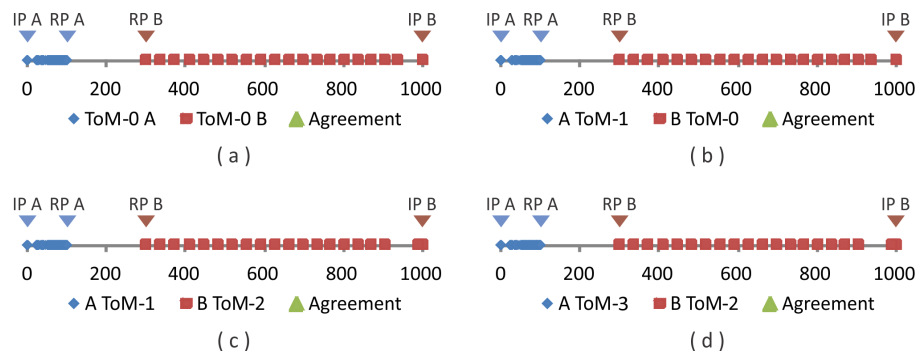 IP A RP A RP B IP B
0 200 400 600 800 1000
ToM-0 A ToM-0 B Agreement
( a )
IP A RP A RP B IP B
0 200 400 600 800 1000
A ToM-1 B ToM-0 Agreement
( b )
IP A RP A RP B IP B
0 200 400 600 800 1000
A ToM-1 B ToM-2 Agreement
( c )
IP A RP A RP B IP B
0 200 400 600 800 1000
A ToM-3 B ToM-2 Agreement
( d )